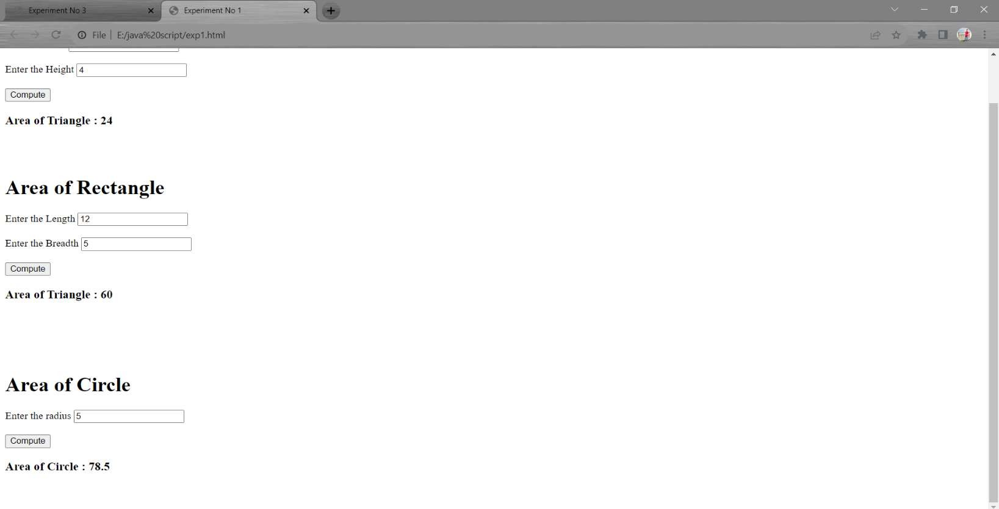 Experiment No 3
Experiment No 1
File | E:/java%20script/exp1.html
Enter the Height 4
Compute
Area of Triangle : 24
Area of Rectangle
Enter the Length 12
Enter the Breadth 5
Compute
Area of Triangle : 60
Area of Circle
Enter the radius 5
Compute
Area of Circle : 78.5